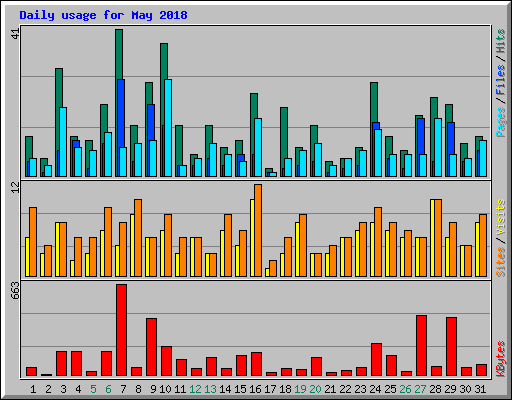 Daily usage for May 2018
41
Pages / Files / Hits
12
Sites / Visits
663
KBytes
1 2 3 4 5 6 7 8 9 10 11 12 13 14 15 16 17 18 19 20 21 22 23 24 25 26 27 28 29 30 31